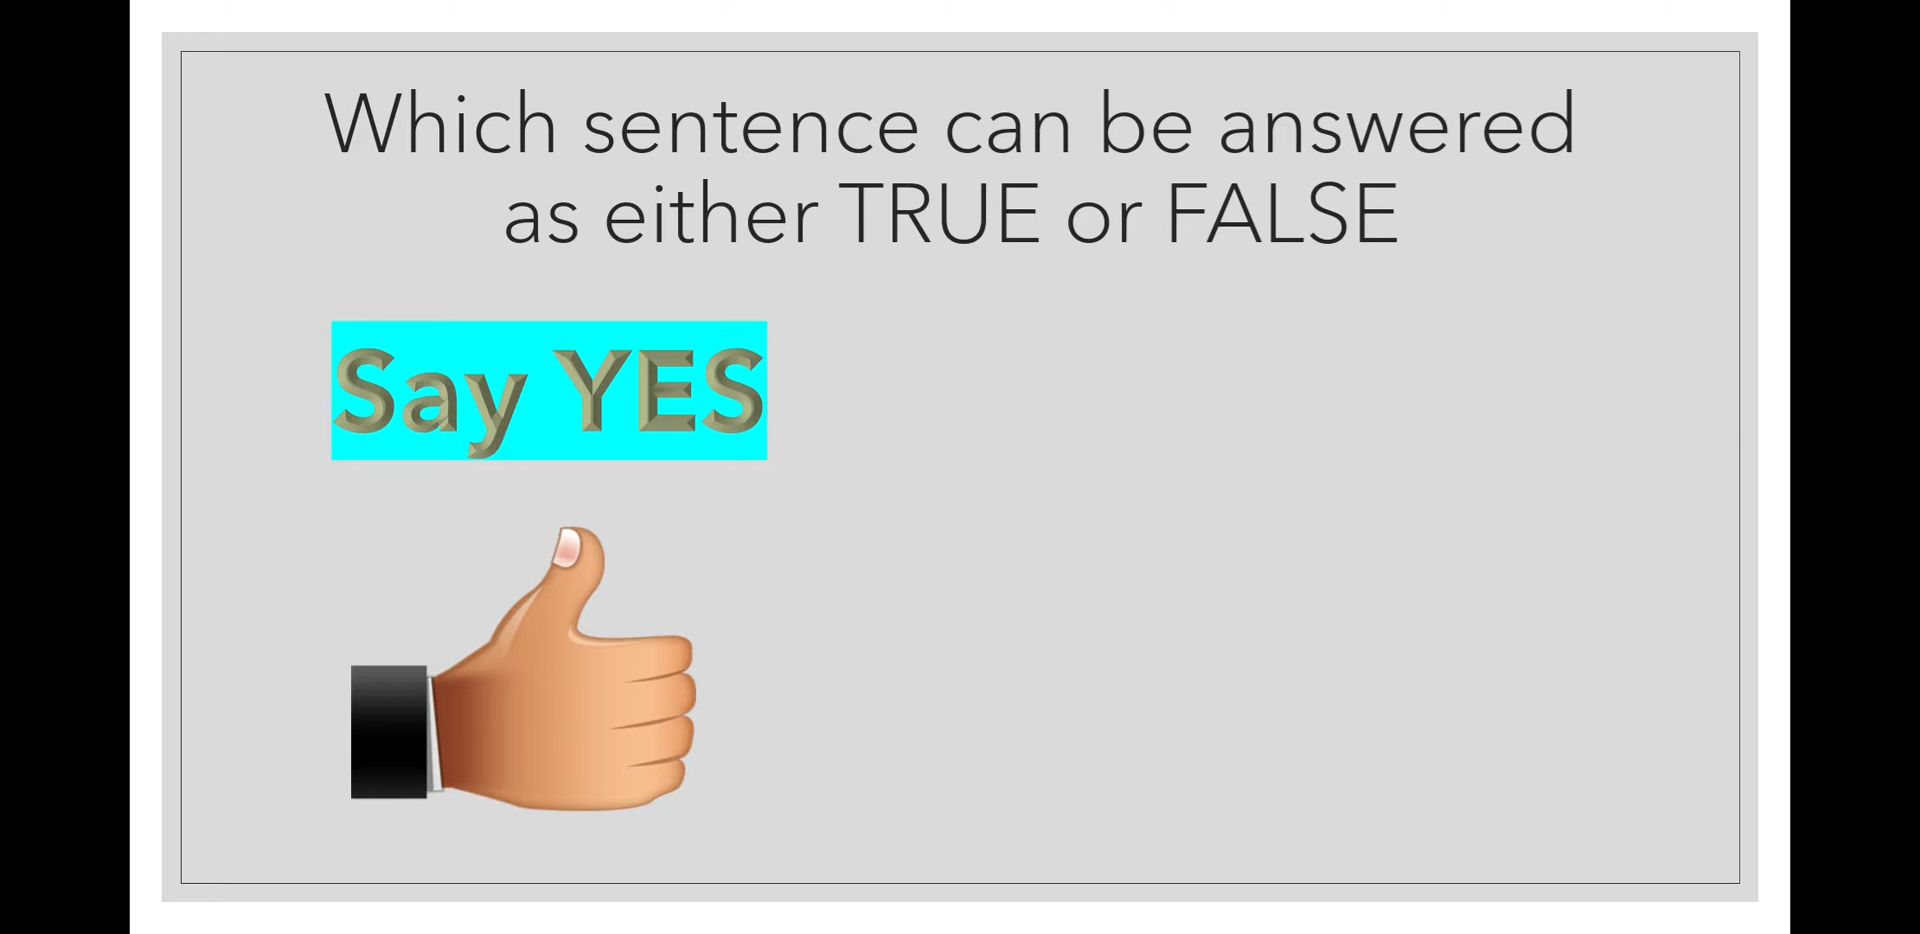 Which sentence can be answered
as either TRUE or FALSE
Say YES